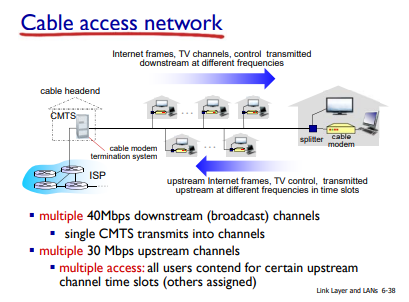 Cable access network
Internet frames, TV channels, control transmitted
downstream at different frequencies
cable headend
CMTS
...
...
splitter
cable
modem
cable modem
termination system
ISP
upstream Internet frames, TV control, transmitted
upstream at different frequencies in time slots
multiple 40Mbps downstream (broadcast) channels
single CMTS transmits into channels
multiple 30 Mbps upstream channels
multiple access: all users contend for certain upstream
channel time slots (others assigned)
Link Layer and LANs 6-38